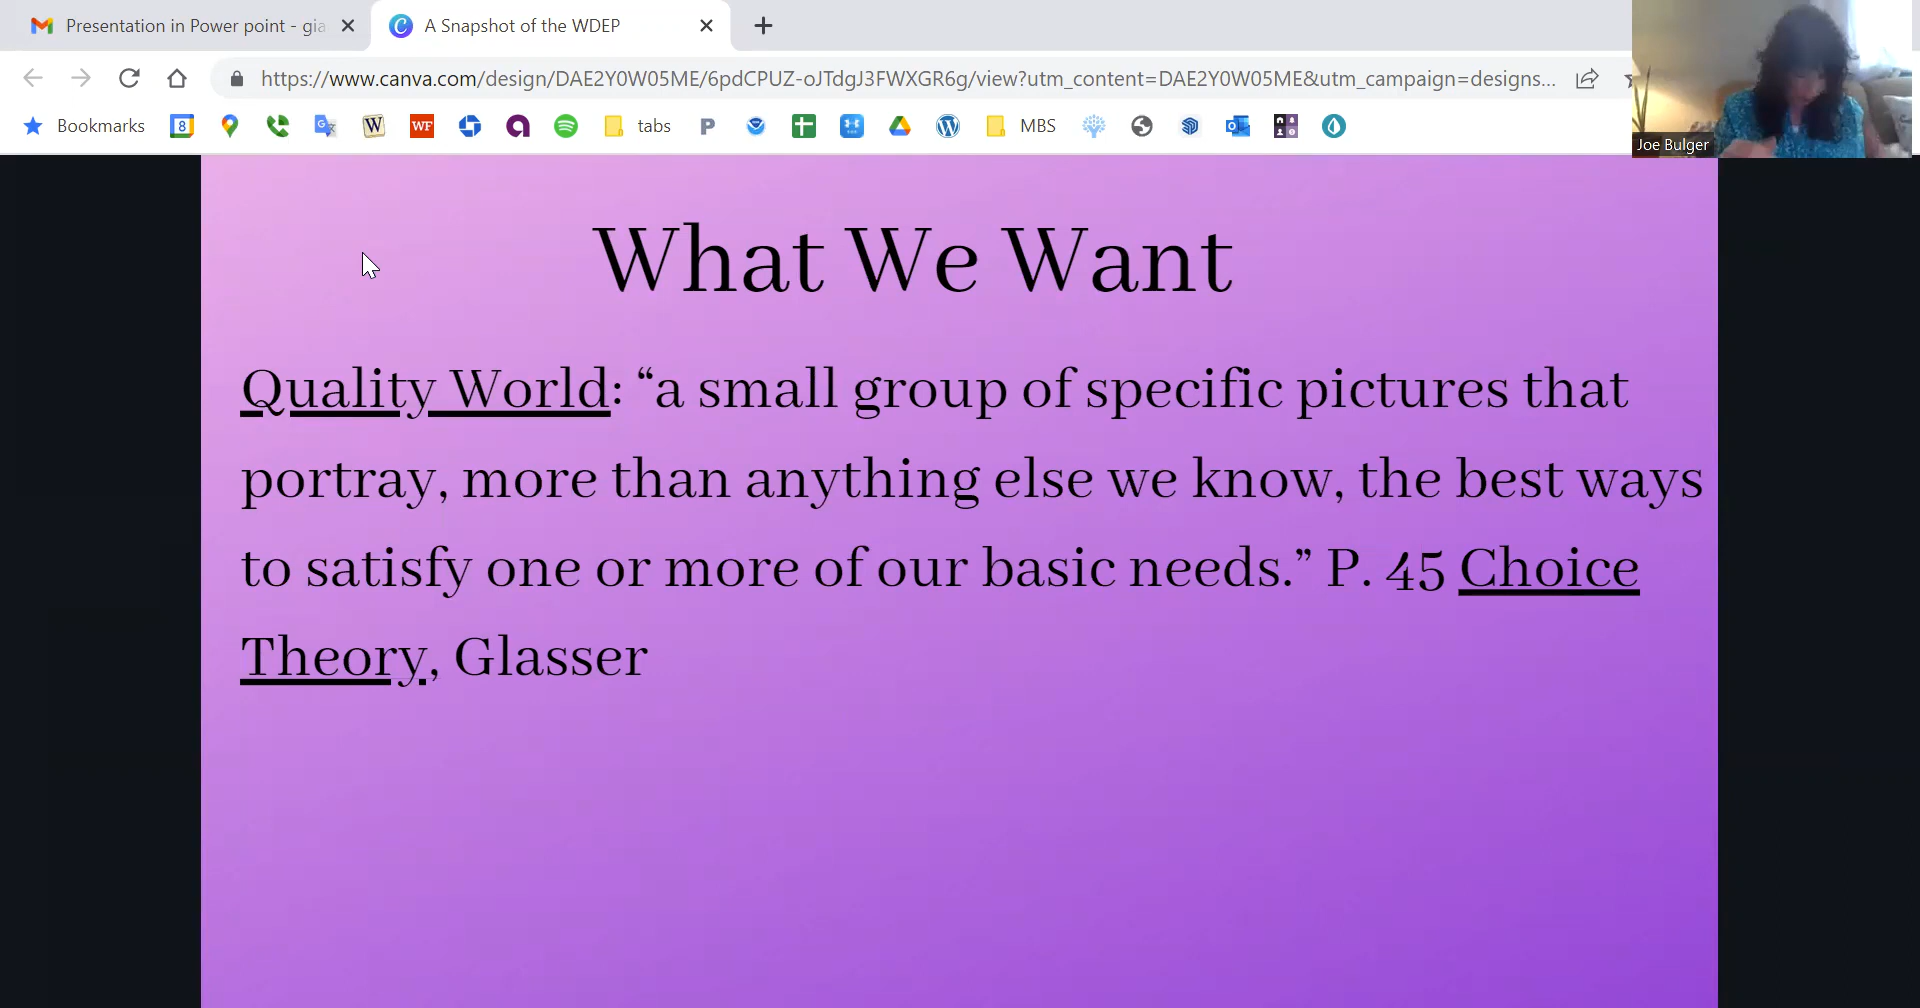 Presentation in Power point - gia
A Snapshot of the WDEP
https://www.canva.com/design/DAE2Y0W05ME/6pdCPUZ-oJTdgJ3FWXGR6g/view?utm_content=DAE2Y0W05ME&utm_campaign=designs...
Bookmarks
8
W
WF
tabs
P
MBS
Joe Bulger
What We Want
Quality World: “a small group of specific pictures that
portray, more than anything else we know, the best ways
to satisfy one or more of our basic needs.” P. 45 Choice
Theory, Glasser